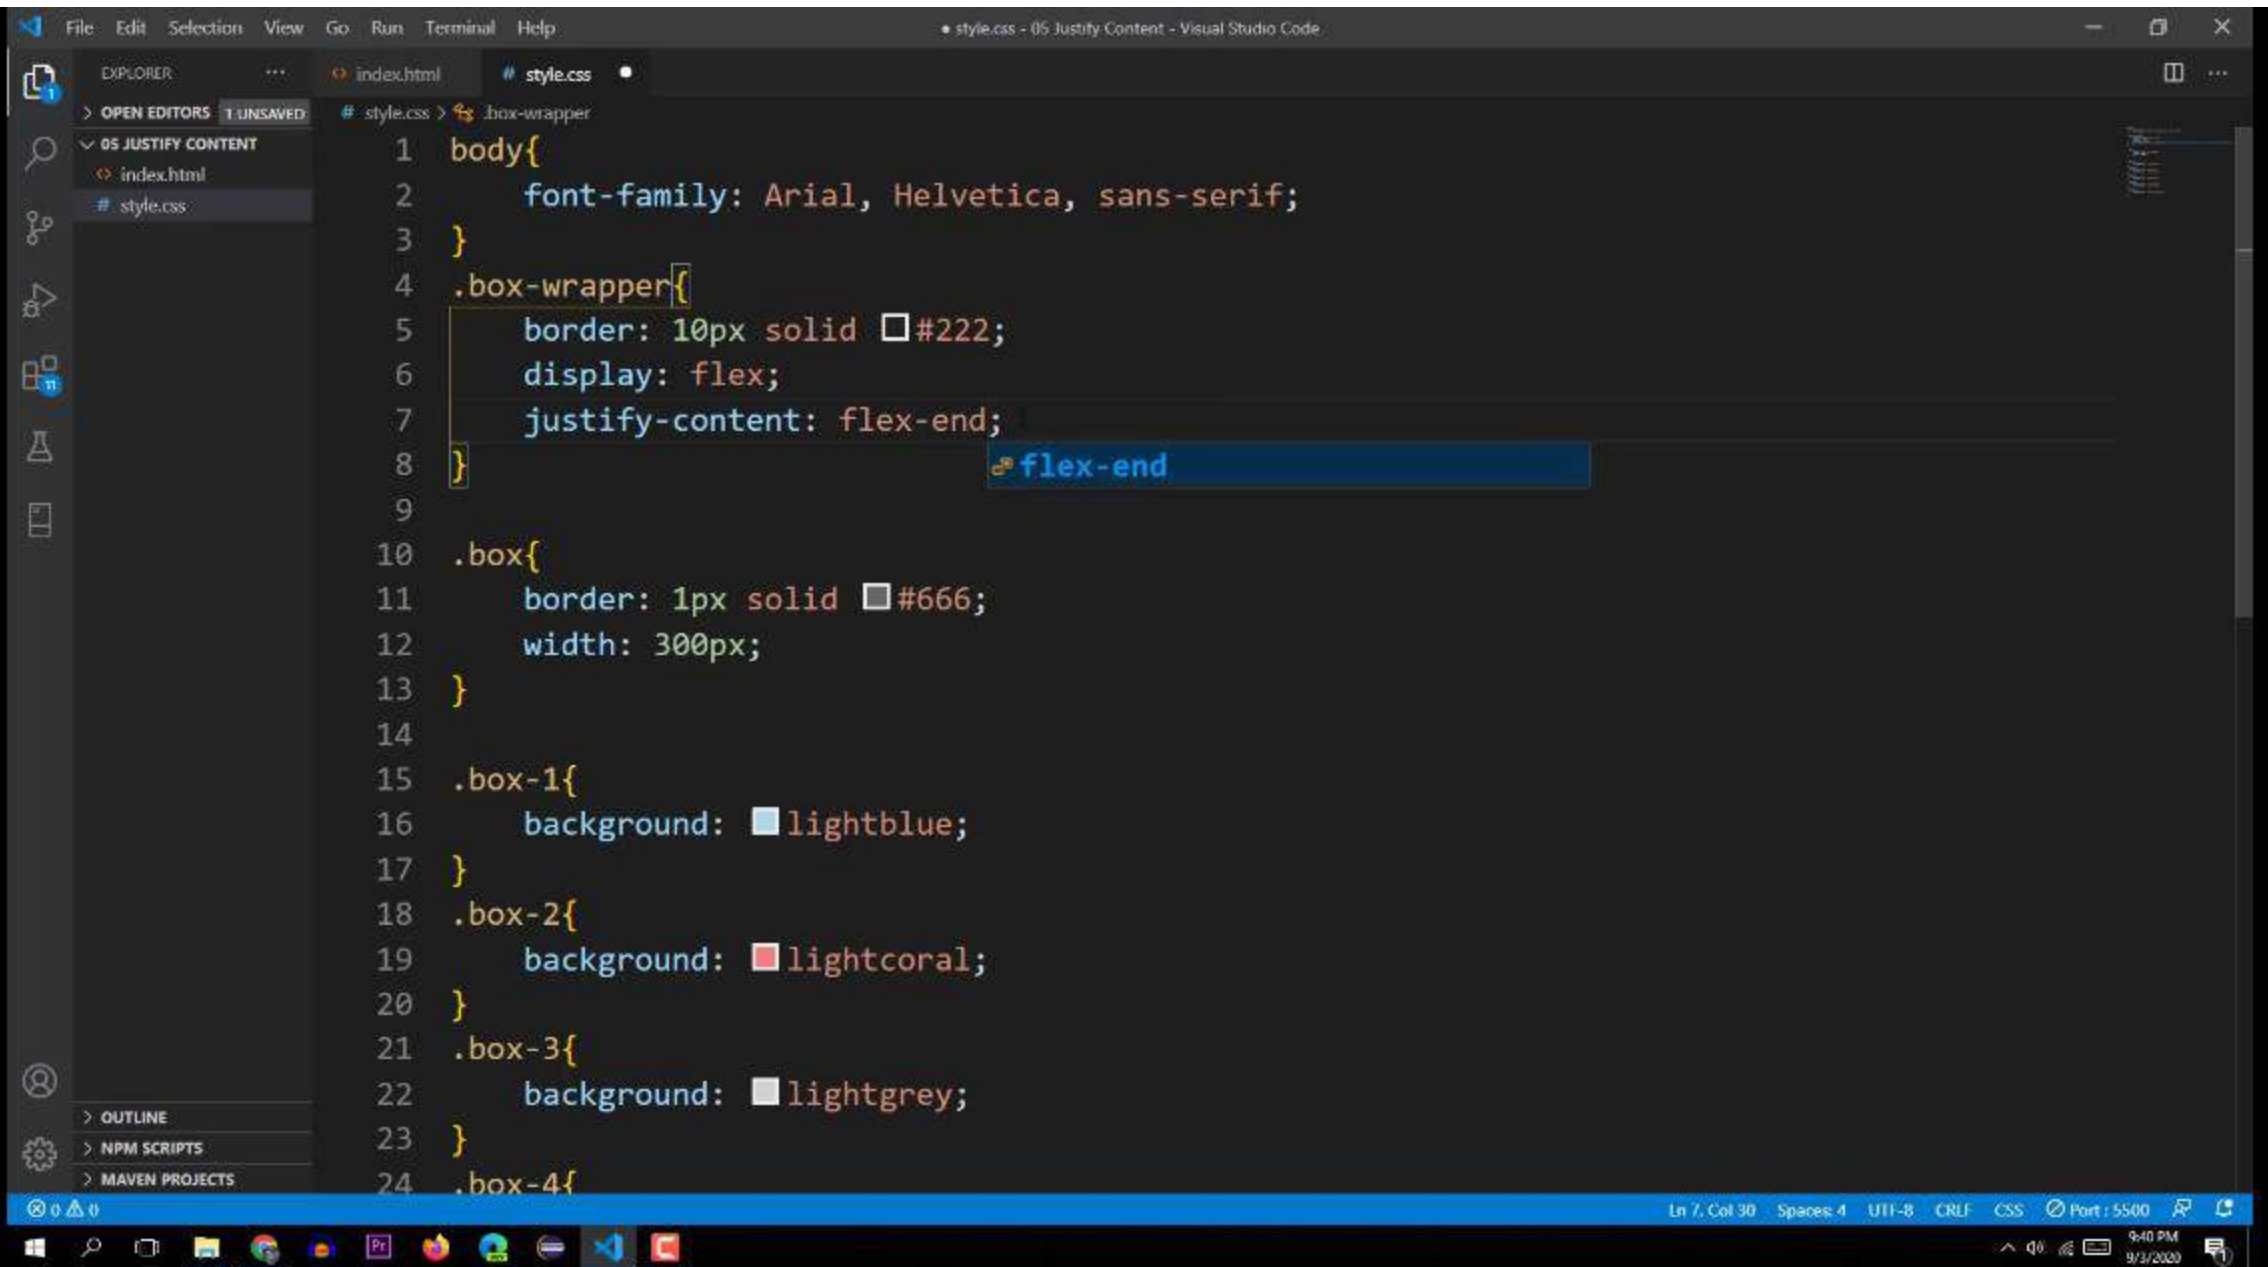 File Edit Selection View Go Run Terminal Help
● style.css - 05 Justify Content - Visual Studio Code
EXPLORER
index.html
# style.css ●
> OPEN EDITORS 1 UNSAVED
# style.css > .box-wrapper
05 JUSTIFY CONTENT
index.html
# style.css
1 body{
2 font-family: Arial, Helvetica, sans-serif;
3 }
4 .box-wrapper{
5 border: 10px solid #222;
6 display: flex;
7 justify-content: flex-end;
flex-end
8 }
9
10 .box{
11 border: 1px solid #666;
12 width: 300px;
13 }
14
15 .box-1{
16 background: lightblue;
17 }
18 .box-2{
19 background: lightcoral;
20 }
21 .box-3{
22 background: lightgrey;
23 }
24 .box-4{
1
11
> OUTLINE
> NPM SCRIPTS
> MAVEN PROJECTS
0 0
Ln 7, Col 30 Spaces: 4 UTF-8 CRLF CSS Port : 5500
Pr
9:40 PM
9/3/2020